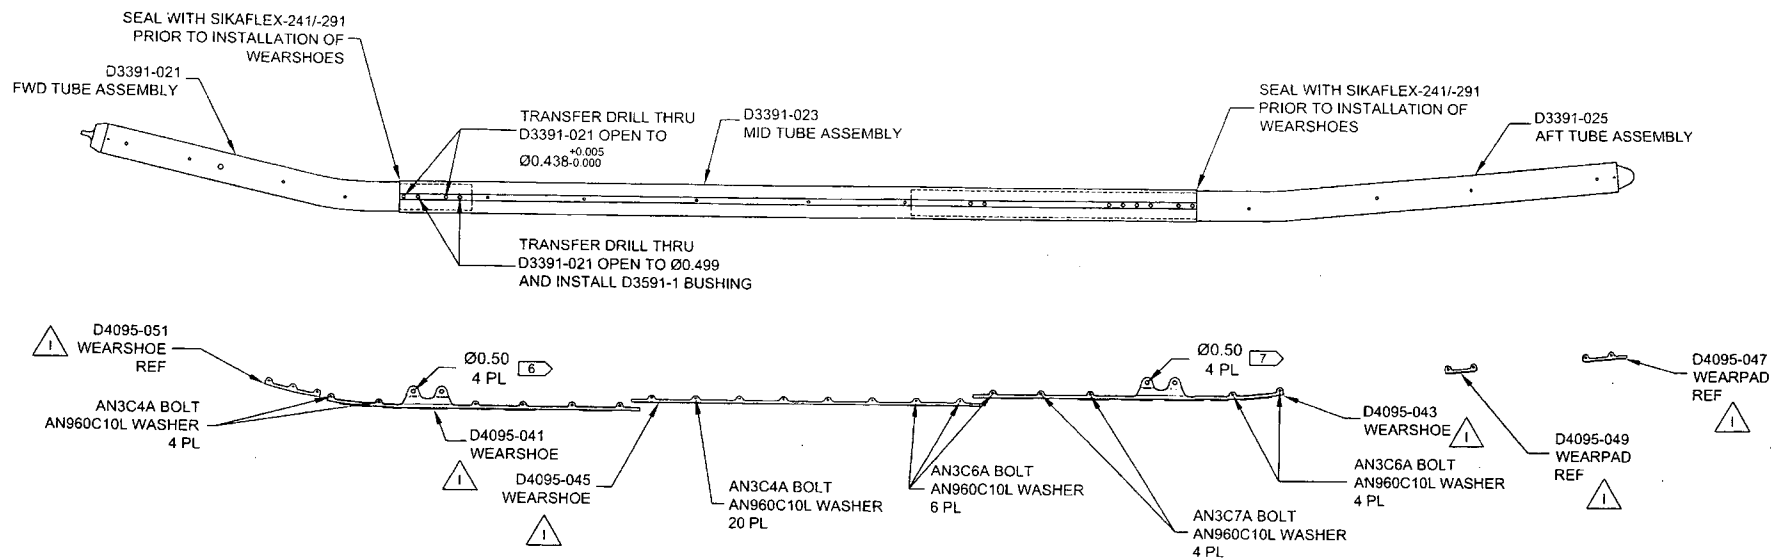 SEAL WITH SIKAFLEX-241/-291
PRIOR TO INSTALLATION OF
WEARSHOES
D3391-021
FWD TUBE ASSEMBLY
TRANSFER DRILL THRU
D3391-021 OPEN TO
Ø0.438+0.005
-0.000
D3391-023
MID TUBE ASSEMBLY
SEAL WITH SIKAFLEX-241/-291
PRIOR TO INSTALLATION OF
WEARSHOES
D3391-025
AFT TUBE ASSEMBLY
TRANSFER DRILL THRU
D3391-021 OPEN TO Ø0.499
AND INSTALL D3591-1 BUSHING
1
D4095-051
WEARSHOE
REF
Ø0.50
4 PL
6
Ø0.50
4 PL
7
D4095-047
WEARPAD
REF
1
AN3C4A BOLT
AN960C10L WASHER
4 PL
D4095-041
WEARSHOE
1
D4095-045
WEARSHOE
1
AN3C4A BOLT
AN960C10L WASHER
20 PL
AN3C6A BOLT
AN960C10L WASHER
6 PL
AN3C7A BOLT
AN960C10L WASHER
4 PL
D4095-043
WEARSHOE
1
AN3C6A BOLT
AN960C10L WASHER
4 PL
D4095-049
WEARPAD
REF
1